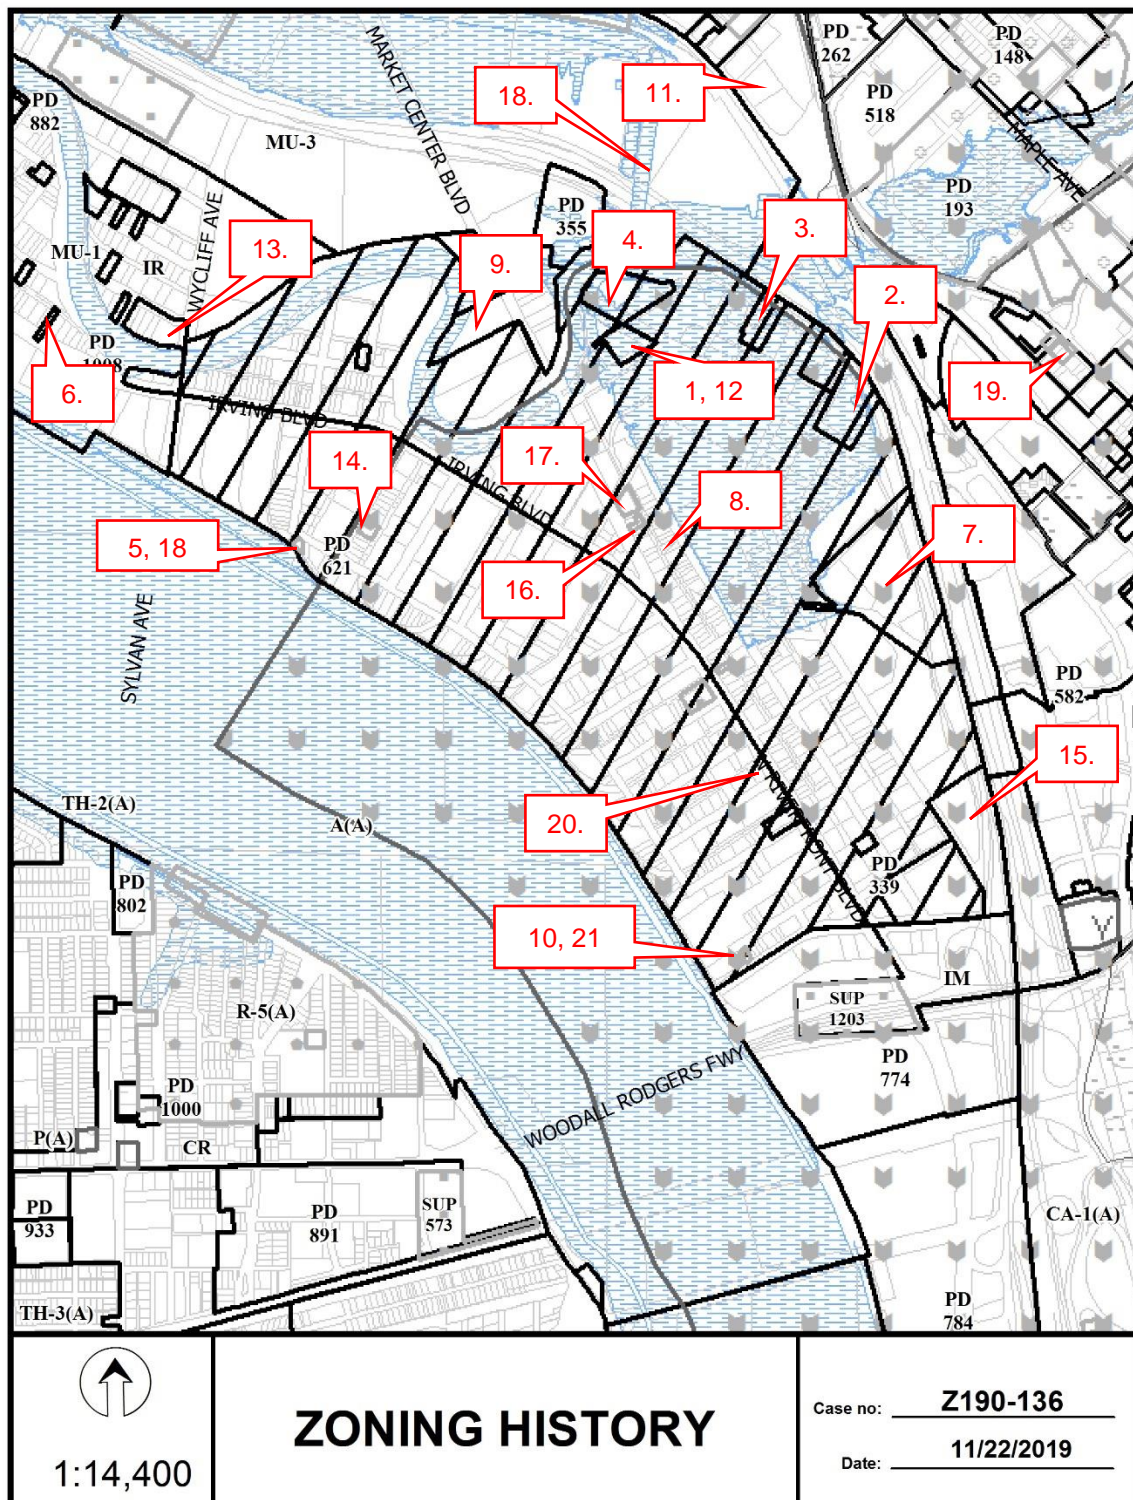 PD
262
PD
148
MARKET CENTER BLVD
18.
11.
PD
518
PD
882
MU-3
MAPLE AVE
PD
193
WYCLIFF AVE
PD
355
4.
3.
13.
MU-1
IR
9.
2.
PD
1008
6.
1, 12
19.
IRVING BLVD
14.
IRVING BLVD
17.
8.
7.
5, 18
PD
621
16.
SYLVAN AVE
PD
582
15.
TH-2(A)
A(A)
20.
N RIVERFRONT BLVD
PD
802
PD
339
10, 21
IM
R-5(A)
SUP
1203
PD
774
WOODALL RODGERS FWY
PD
1000
P(A)
CR
PD
933
PD
891
SUP
573
CA-1(A)
TH-3(A)
PD
784
1:14,400
ZONING HISTORY
Case no: Z190-136
Date: 11/22/2019